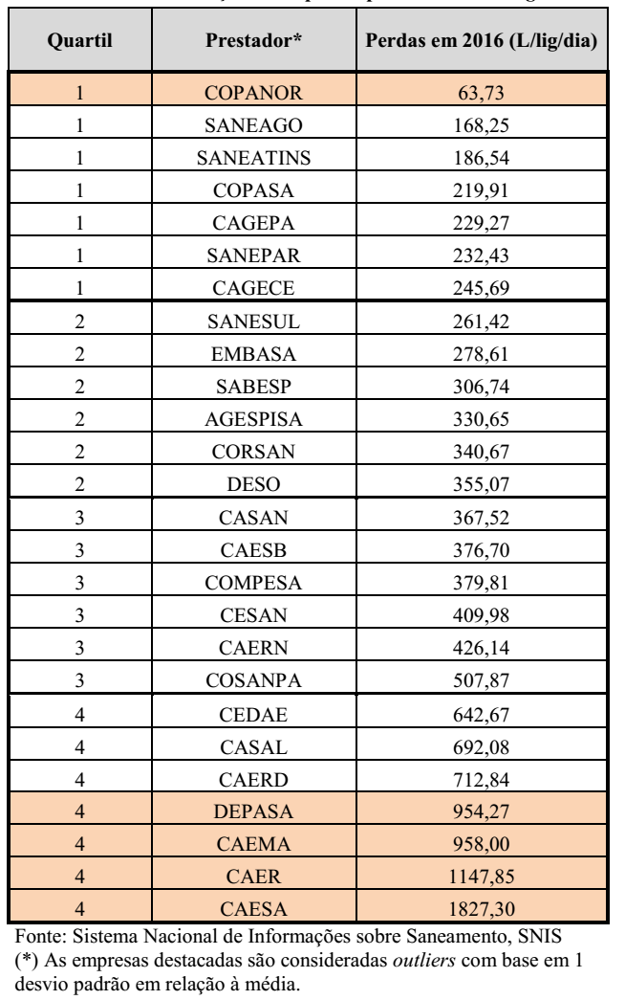 Quartil Prestador* Perdas em 2016 (L/lig/dia)
1 COPANOR 63,73
1 SANEAGO 168,25
1 SANEATINS 186,54
1 COPASA 219,91
1 CAGEPA 229,27
1 SANEPAR 232,43
1 CAGECE 245,69
2 SANESUL 261,42
2 EMBASA 278,61
2 SABESP 306,74
2 AGESPISA 330,65
2 CORSAN 340,67
2 DESO 355,07
3 CASAN 367,52
3 CAESB 376,70
3 COMPESA 379,81
3 CESAN 409,98
3 CAERN 426,14
3 COSANPA 507,87
4 CEDAE 642,67
4 CASAL 692,08
4 CAERD 712,84
4 DEPASA 954,27
4 CAEMA 958,00
4 CAER 1147,85
4 CAESA 1827,30
Fonte: Sistema Nacional de Informações sobre Saneamento, SNIS
(*) As empresas destacadas são consideradas outliers com base em 1
desvio padrão em relação à média.